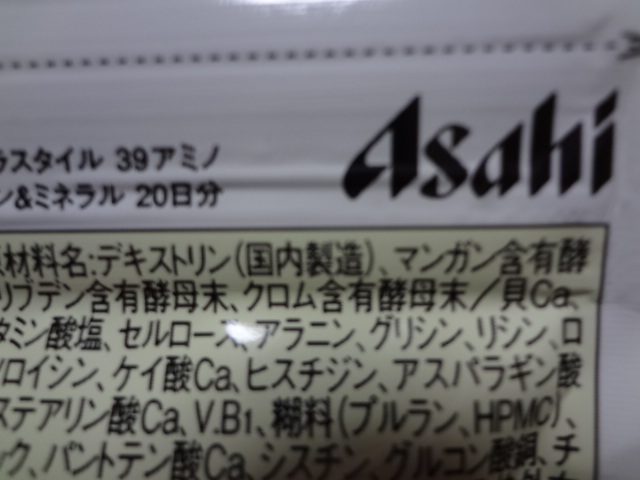 Asahi
ラスタイル 39アミノ
ン&ミネラル 20日分
原材料名:デキストリン(国内製造)、マンガン含有酵
リブデン含有酵母末、クロム含有酵母末/貝Ca、
タミン酸塩、セルロース、アラニン、グリシン、リシン、ロ
ソロイシン、ケイ酸Ca、ヒスチジン、アスパラギン酸
ステアリン酸Ca、V.B1、糊料(プルラン、HPMC)、
ック、パントテン酸Ca、シスチン、グルコン酸銅、チ